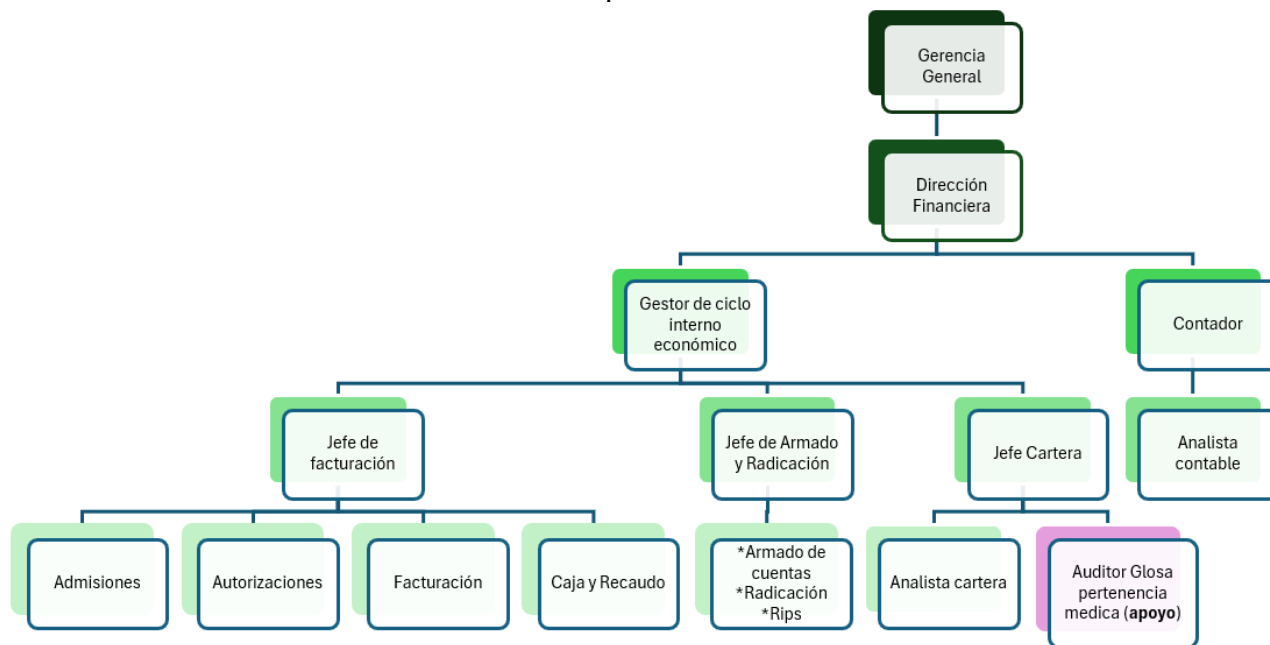 Gerencia
General
Dirección
Financiera
Gestor de ciclo
interno
económico
Contador
Jefe de
facturación
Jefe de Armado
y Radicación
Jefe Cartera
Analista
contable
Admisiones
Autorizaciones
Facturación
Caja y Recaudo
*Armado de
cuentas
*Radicación
*Rips
Analista cartera
Auditor Glosa
pertenencia
medica (apoyo)